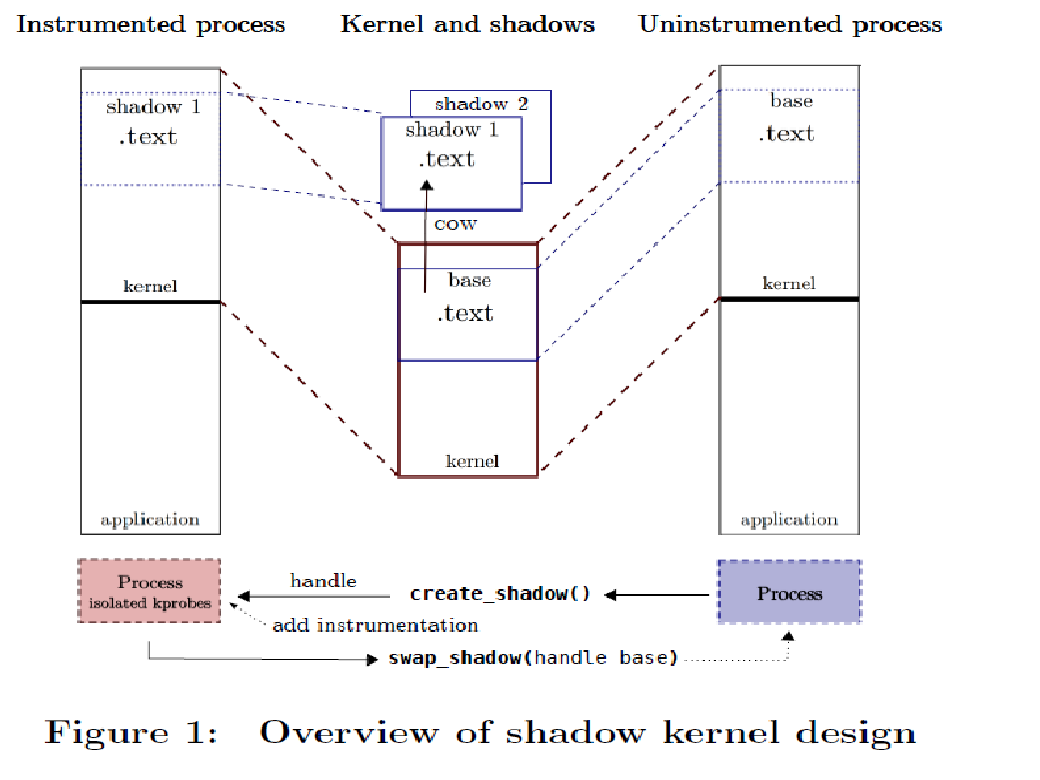 Instrumented process
Kernel and shadows
Uninstrumented process
shadow 1
.text
kernel
application
shadow 2
shadow 1
.text
cow
base
.text
kernel
base
.text
kernel
application
Process
isolated kprobes
handle
create_shadow()
Process
add instrumentation
swap_shadow(handle base)
Figure 1: Overview of shadow kernel design